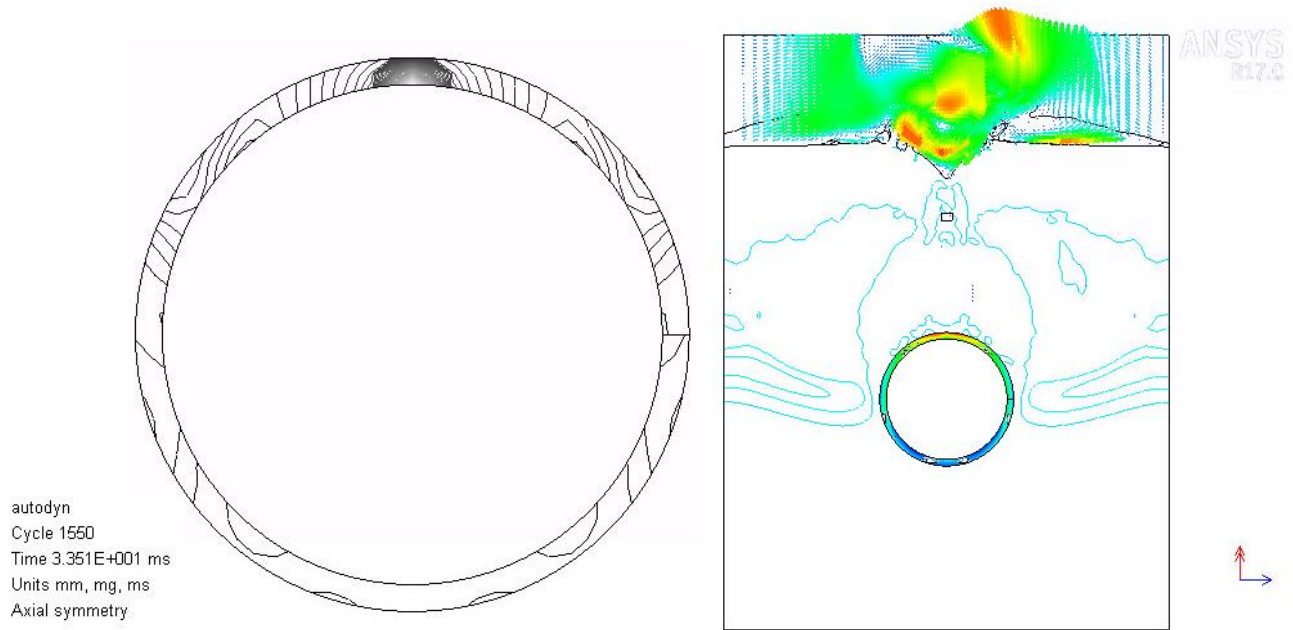 ANSYS
R17.0
autodyn
Cycle 1550
Time 3.351E+001 ms
Units mm, mg, ms
Axial symmetry